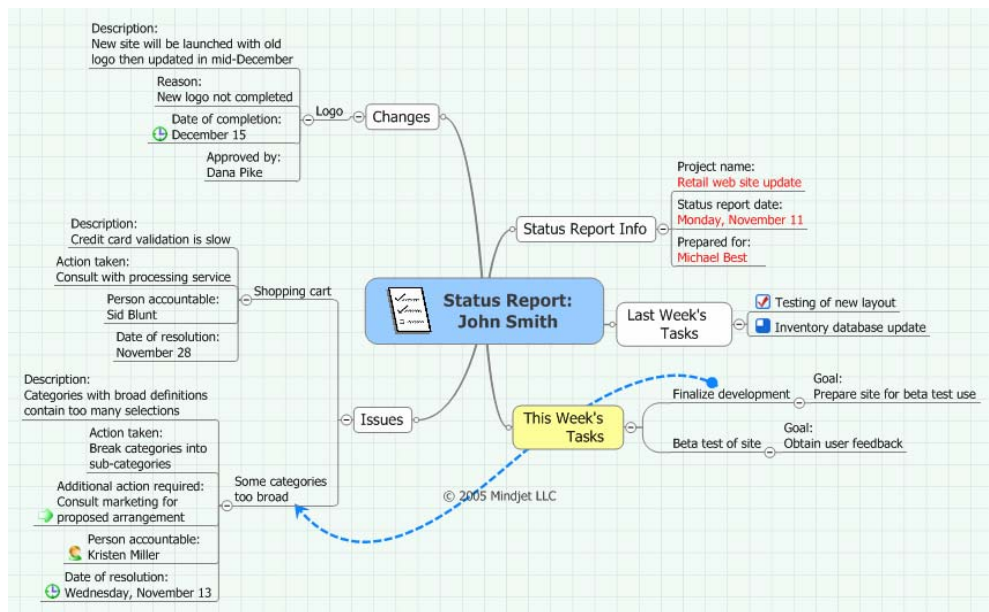 Description:
New site will be launched with old
logo then updated in mid-December
Reason:
New logo not completed
Date of completion:
December 15
Approved by:
Dana Pike
Logo
Changes
Project name:
Retail web site update
Status report date:
Monday, November 11
Prepared for:
Michael Best
Status Report Info
Description:
Credit card validation is slow
Action taken:
Consult with processing service
Person accountable:
Sid Blunt
Date of resolution:
November 28
Shopping cart
Status Report:
John Smith
Last Week's
Tasks
Testing of new layout
Inventory database update
Description:
Categories with broad definitions
contain too many selections
Action taken:
Break categories into
sub-categories
Additional action required:
Consult marketing for
proposed arrangement
Person accountable:
Kristen Miller
Date of resolution:
Wednesday, November 13
Some categories
too broad
Issues
This Week's
Tasks
Finalize development
Goal:
Prepare site for beta test use
Beta test of site
Goal:
Obtain user feedback
© 2005 Mindjet LLC